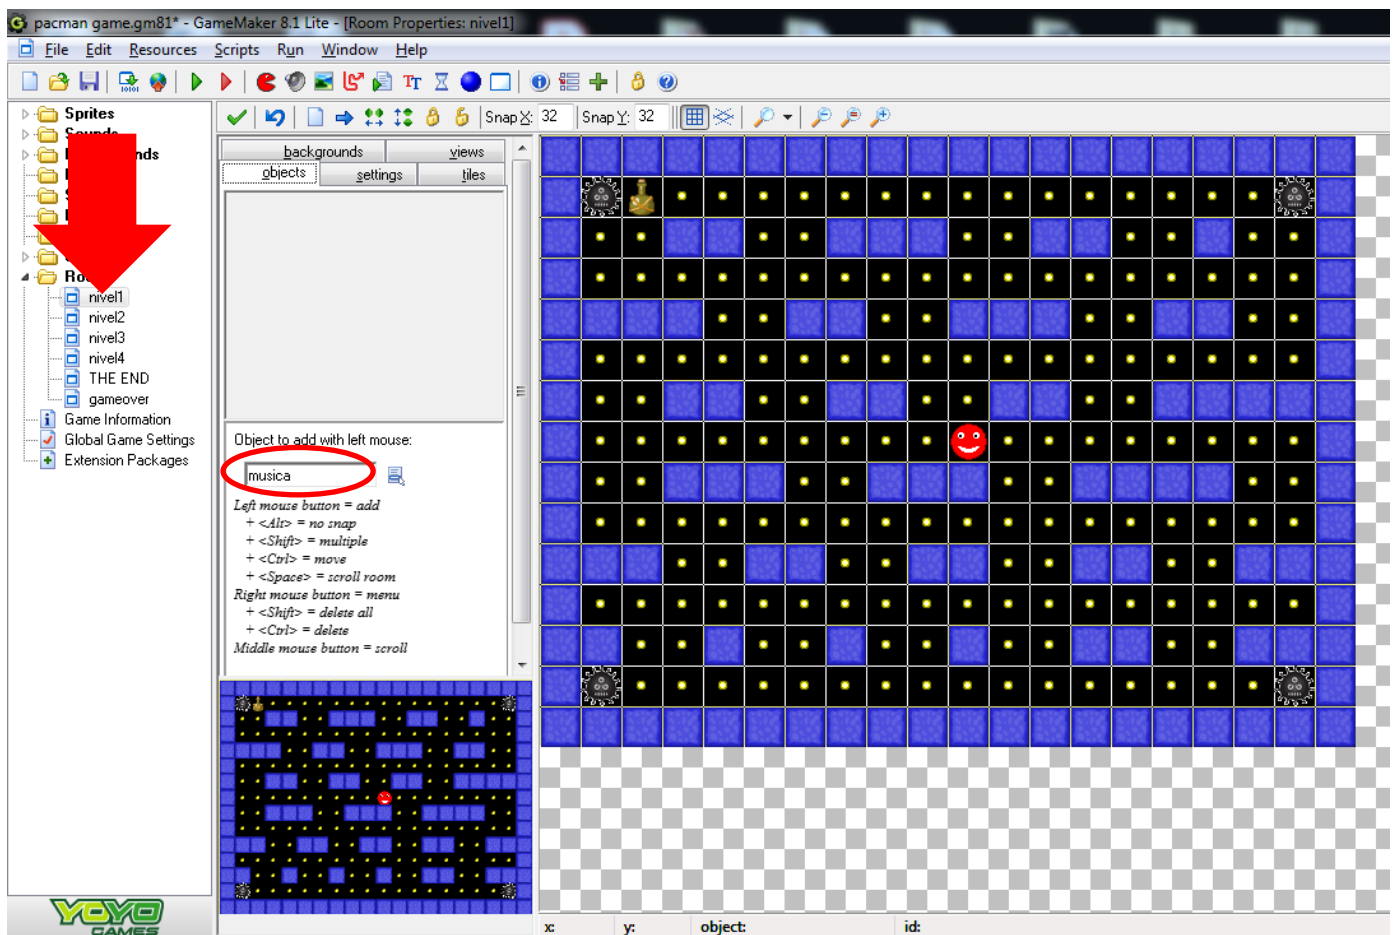 pacman game.gm81* - GameMaker 8.1 Lite - [Room Properties: nivel1]
File Edit Resources Scripts Run Window Help
Snap X: 32 Snap Y: 32
Sprites
Sounds
backgrounds views
objects settings tiles
nivel1
nivel2
nivel3
nivel4
THE END
gameover
Game Information
Global Game Settings
Extension Packages
Object to add with left mouse:
musica
Left mouse button = add
+ <Alt> = no snap
+ <Shift> = multiple
+ <Ctrl> = move
+ <Space> = scroll room
Right mouse button = menu
+ <Shift> = delete all
+ <Ctrl> = delete
Middle mouse button = scroll
YOYO
GAMES
x: y: object: id: